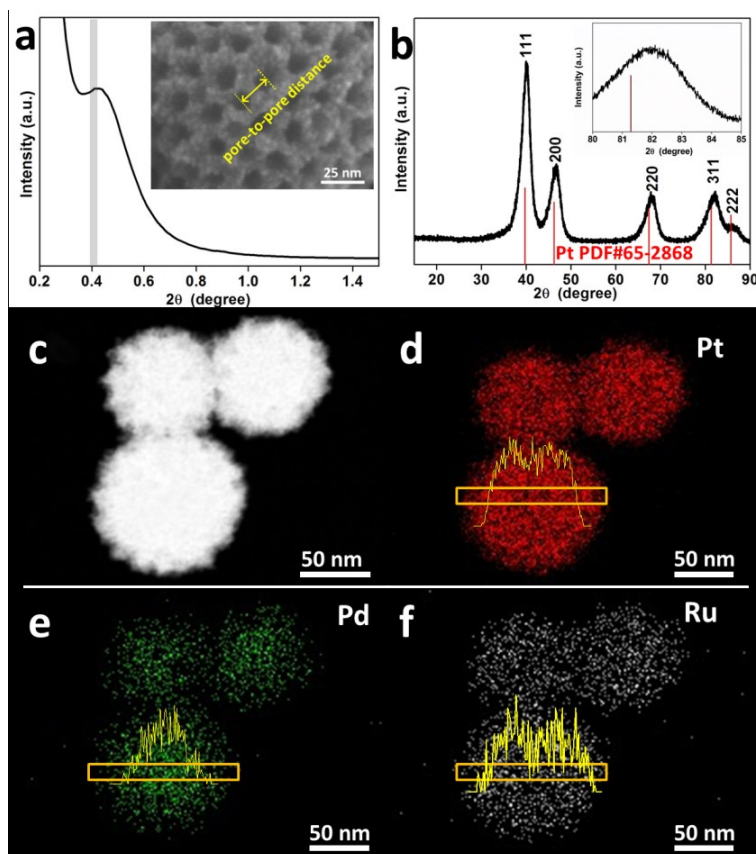 a
Intensity (a.u.)
pore-to-pore distance
25 nm
0.2 0.4 0.6 0.8 1.0 1.2 1.4
2θ (degree)
b
Intensity (a.u.)
111
200
220
311
222
Intensity (a.u.)
80 81 82 83 84 85
2θ (degree)
Pt PDF#65-2868
20 30 40 50 60 70 80 90
2θ (degree)
c
50 nm
d
Pt
50 nm
e
Pd
50 nm
f
Ru
50 nm